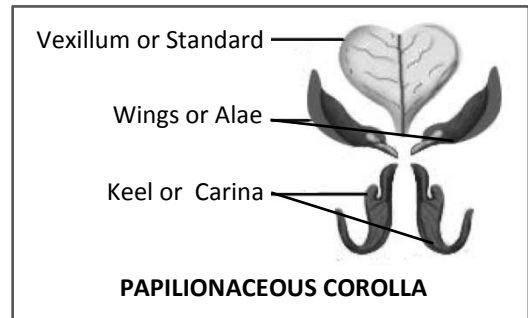 Vexillum or Standard
Wings or Alae
Keel or Carina
PAPILIONACEOUS COROLLA